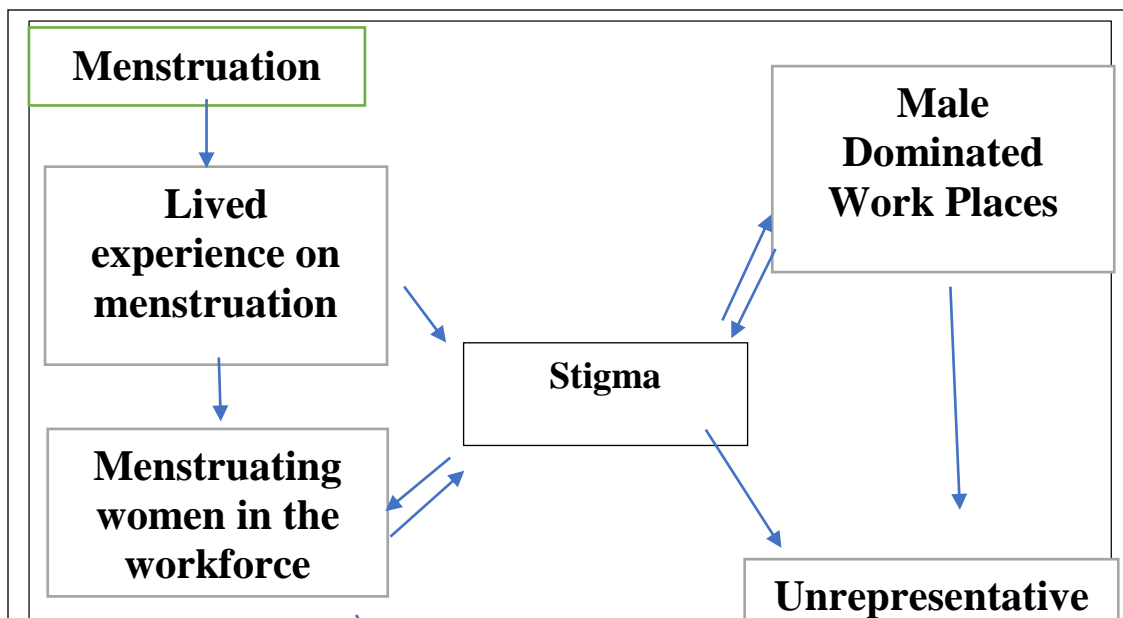 Menstruation
Male
Dominated
Work Places
Lived
experience on
menstruation
Stigma
Menstruating
women in the
workforce
Unrepresentative